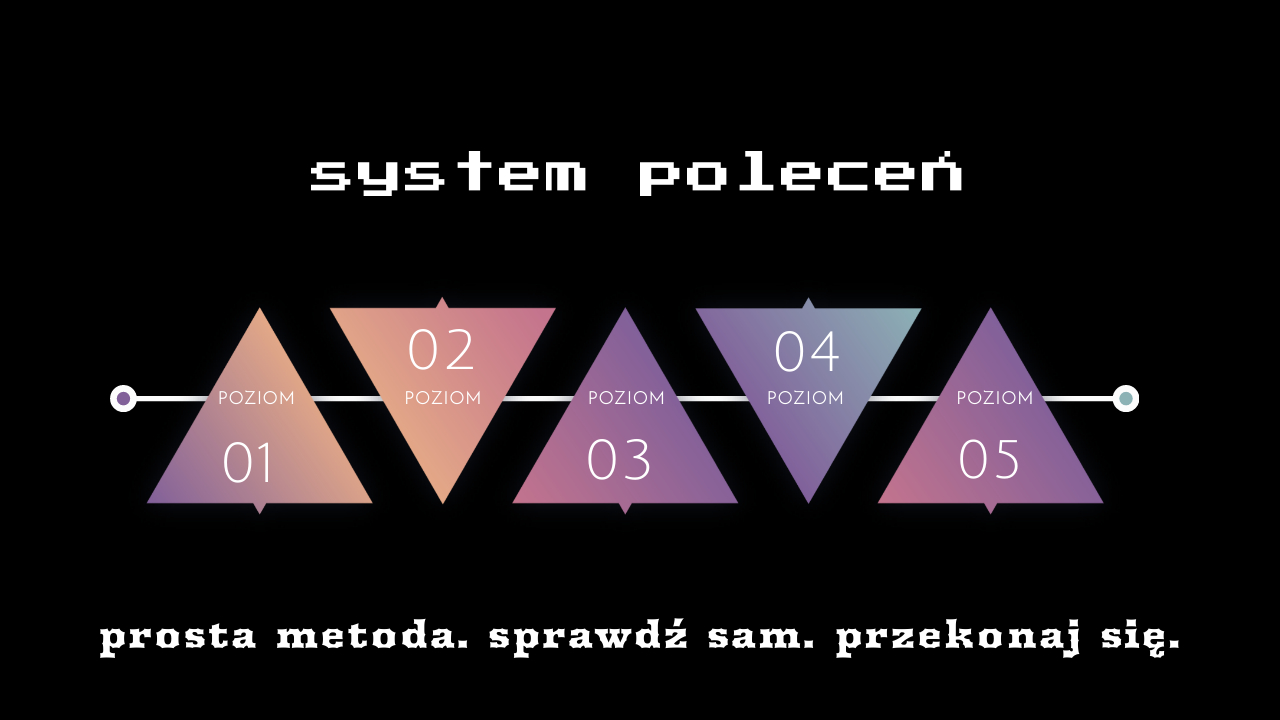 system poleceń
POZIOM
01
02
POZIOM
POZIOM
03
04
POZIOM
POZIOM
05
prosta metoda. sprawdź sam. przekonaj się.